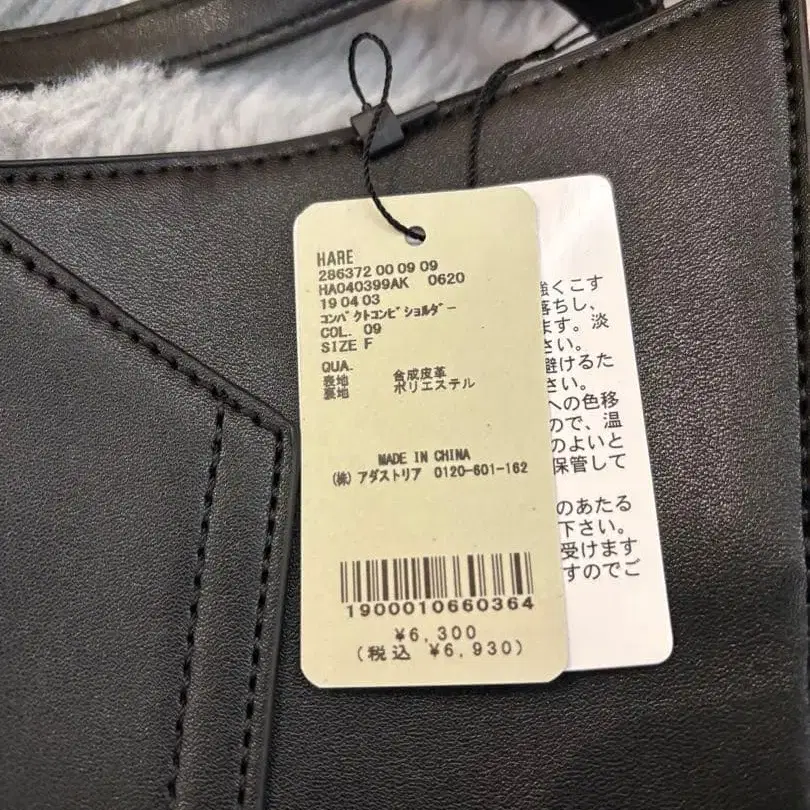 HARE
286372 00 09 09
HA040399AK 0620
19 04 03
コンパクトコンビショルダー
COL. 09
SIZE F
QUA.
表地 合成皮革
裏地 ポリエステル
MADE IN CHINA
(株) アダストリア 0120-601-162
1900010660364
¥6,300
(税込 ¥6,930)
強くこす
落ちし、
ます。淡
さい。
避けるた
さい。
への色移
ので、温
のよいと
保管して
のあたる
下さい。
受けます
すのでご